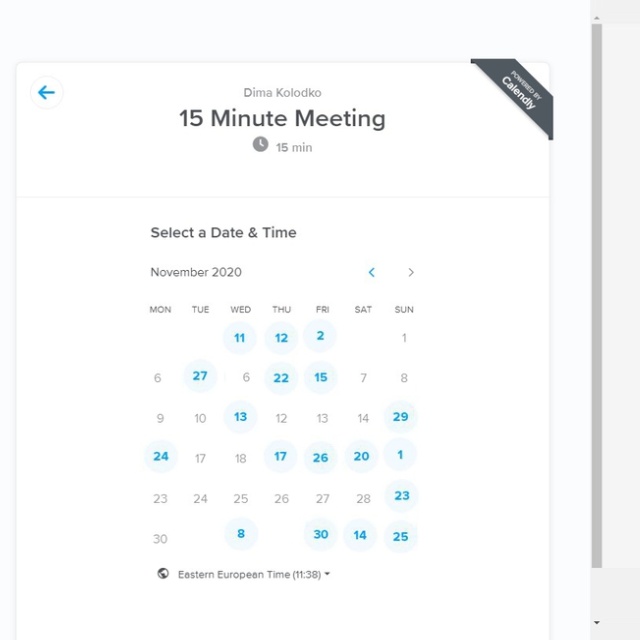 POWERED BY
Calendly
Dima Kolodko
15 Minute Meeting
15 min
Select a Date & Time
November 2020
MON TUE WED THU FRI SAT SUN
11 12 2 1
6 27 6 22 15 7 8
9 10 13 12 13 14 29
24 17 18 17 26 20 1
23 24 25 26 27 28 23
30 8 30 14 25
Eastern European Time (11:38)